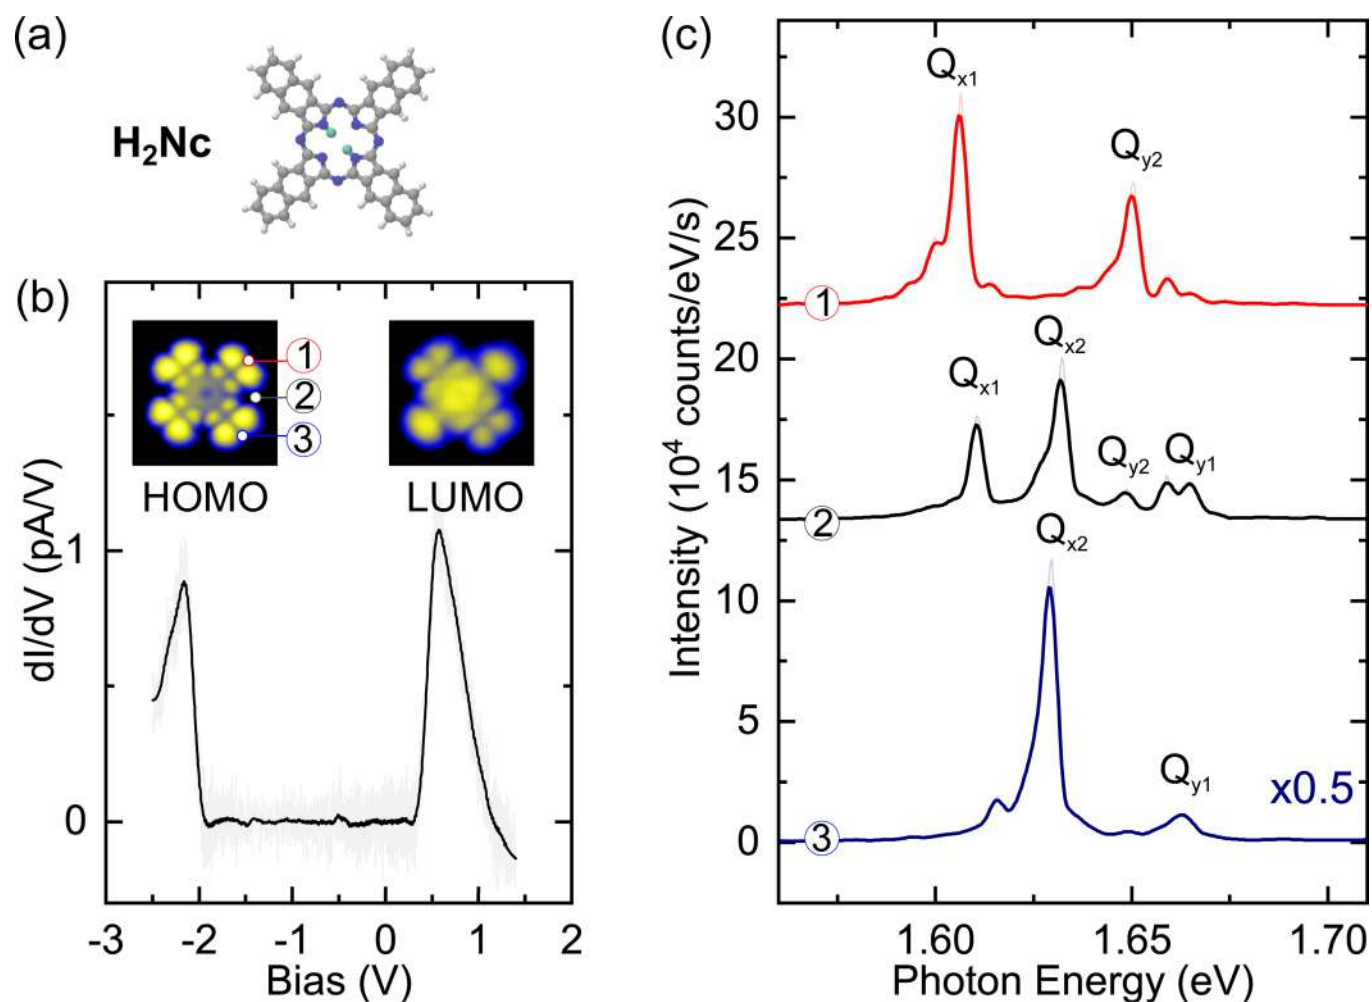 (a)
H₂Nc
(b)
1
2
3
HOMO
LUMO
dI/dV (pA/V)
1
0
-3
-2
-1
0
1
2
Bias (V)
(c)
Intensity (10⁴ counts/eV/s)
30
25
20
15
10
5
0
Qx1
Qy2
1
Qx1
Qx2
Qy2
Qy1
2
Qx2
Qy1
x0.5
3
1.60
1.65
1.70
Photon Energy (eV)